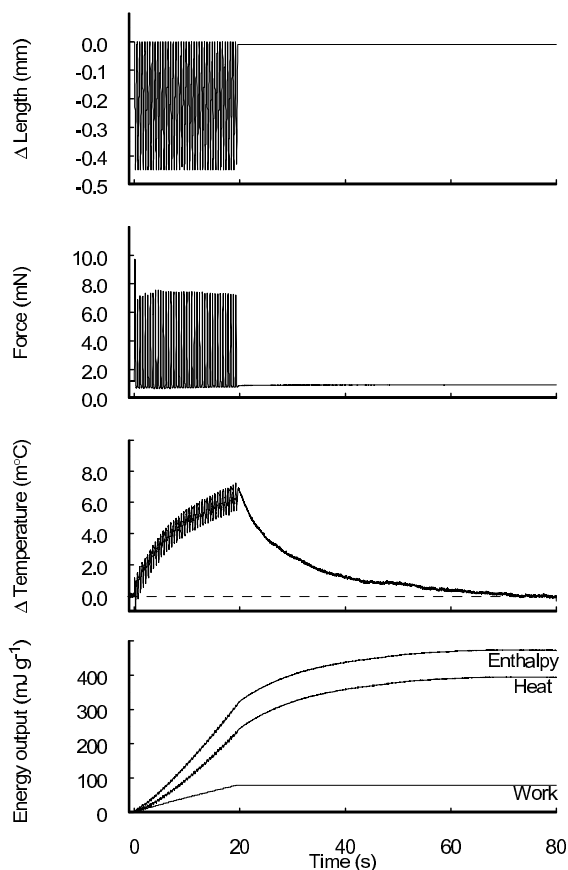 Δ Length (mm)
0.0
-0.1
-0.2
-0.3
-0.4
-0.5
Force (mN)
10.0
8.0
6.0
4.0
2.0
0.0
Δ Temperature (m°C)
8.0
6.0
4.0
2.0
0.0
Energy output (mJ g-1)
400
300
200
100
0
Enthalpy
Heat
Work
0 20 40 60 80
Time (s)